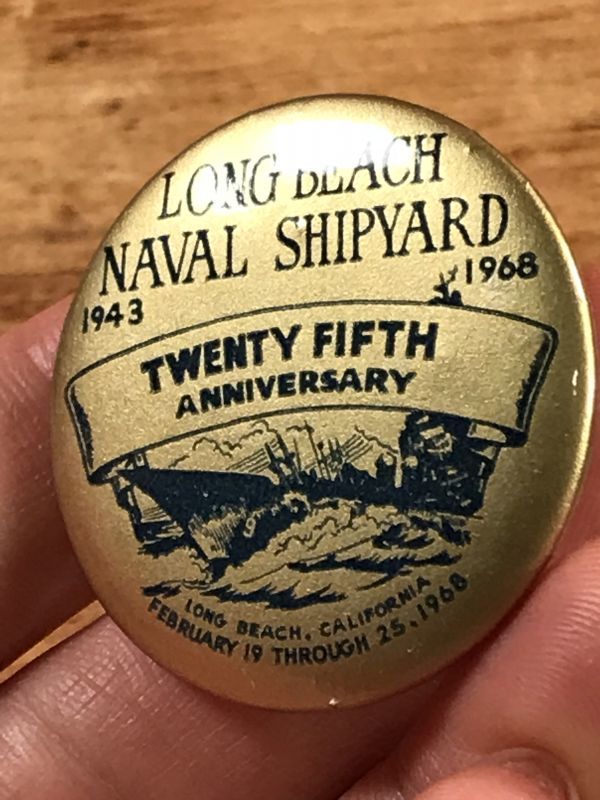 LONG BEACH
NAVAL SHIPYARD
1943 1968
TWENTY FIFTH
ANNIVERSARY
LONG BEACH, CALIFORNIA
FEBRUARY 19 THROUGH 25, 1968